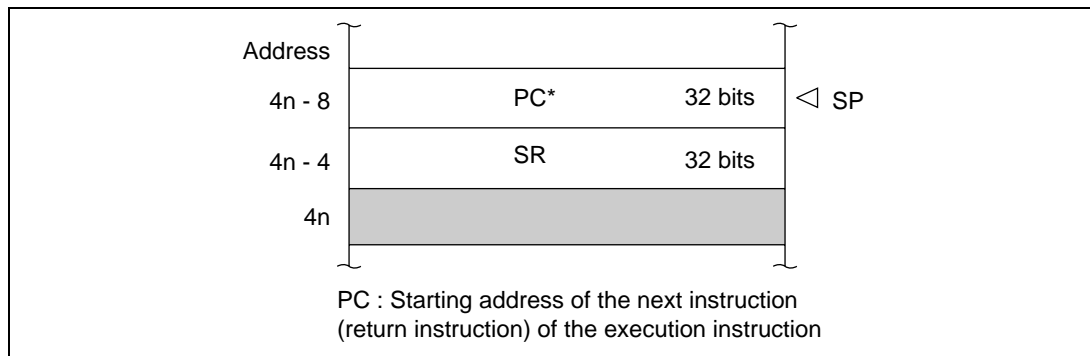 Address
4n - 8 PC* 32 bits SP
4n - 4 SR 32 bits
4n
PC : Starting address of the next instruction
(return instruction) of the execution instruction